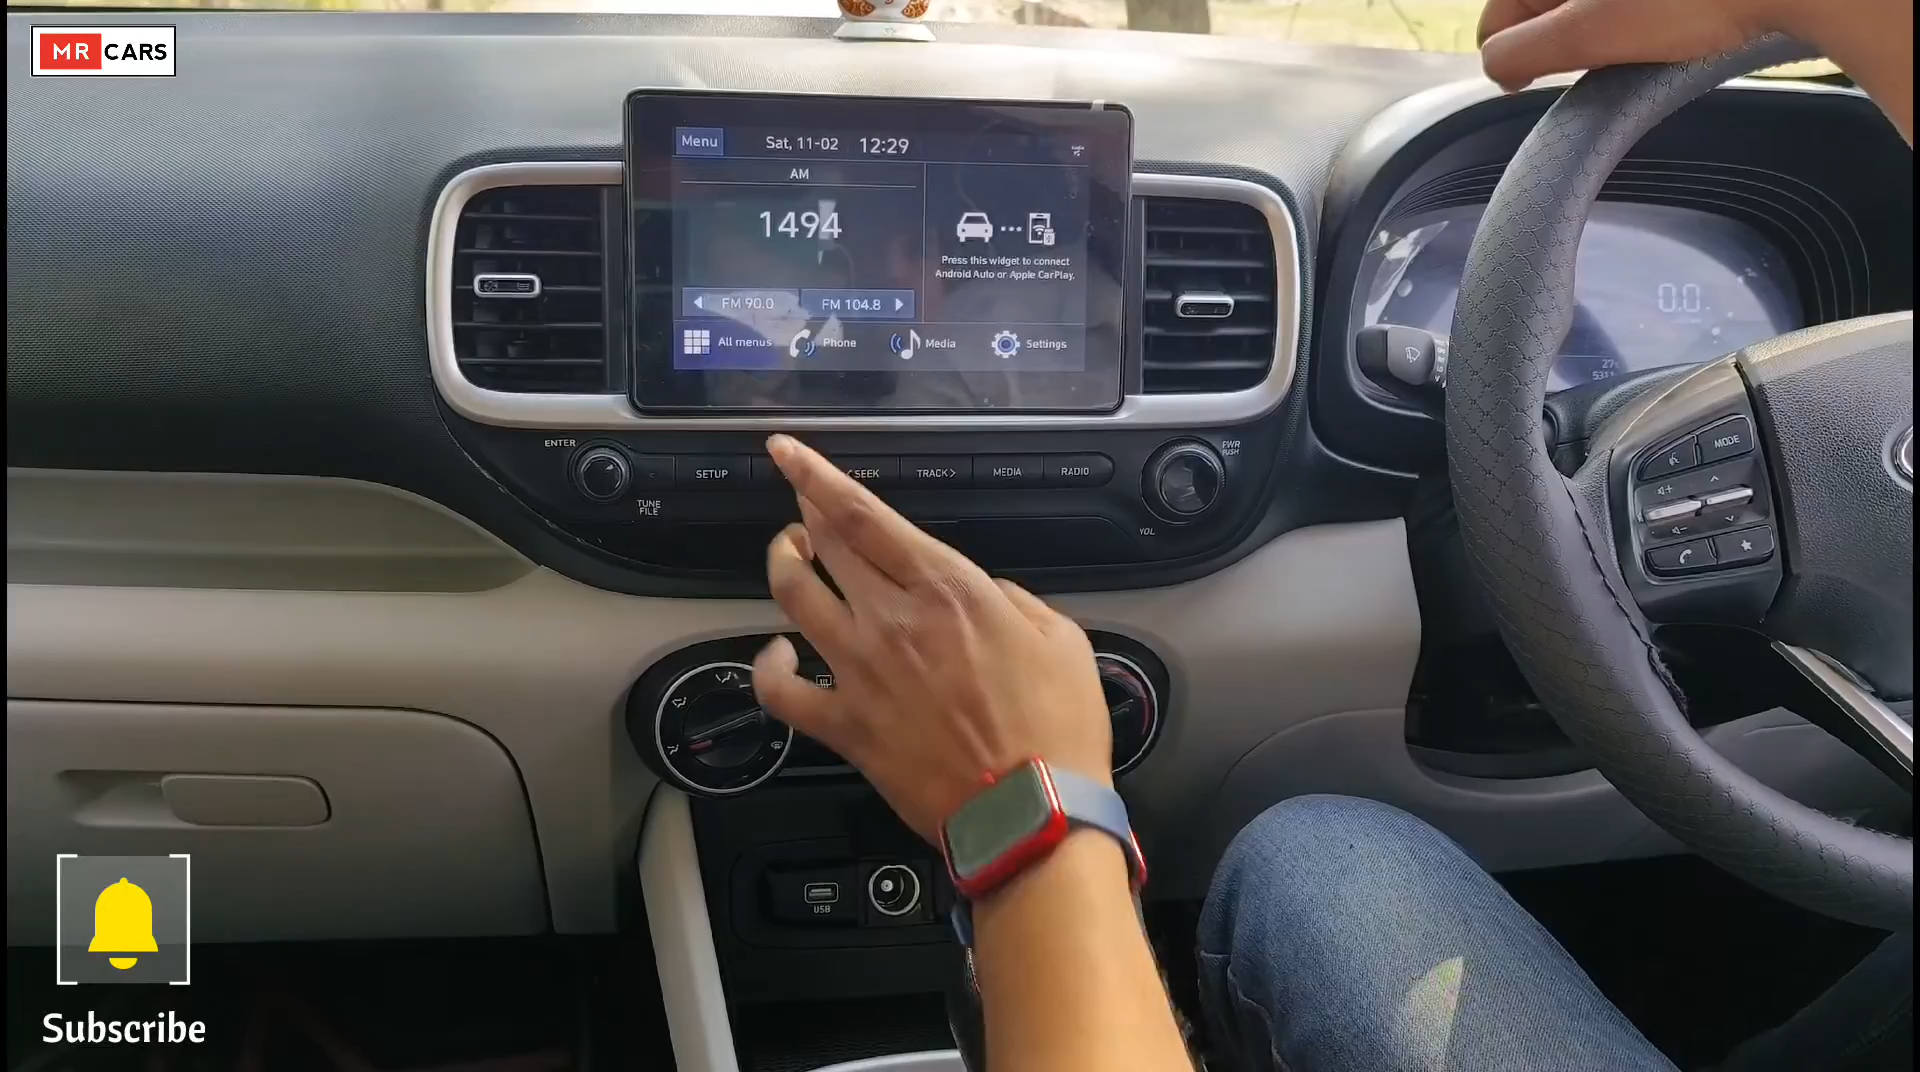 MR CARS
Menu
Sat, 11-02 12:29
AM
1494
FM 90.0
FM 104.8
Press this widget to connect
Android Auto or Apple CarPlay.
All menus
Phone
Media
Settings
ENTER
TUNE
FILE
SETUP
< SEEK
TRACK >
MEDIA
RADIO
PWR
PUSH
VOL
0.0
MODE
USB
Subscribe